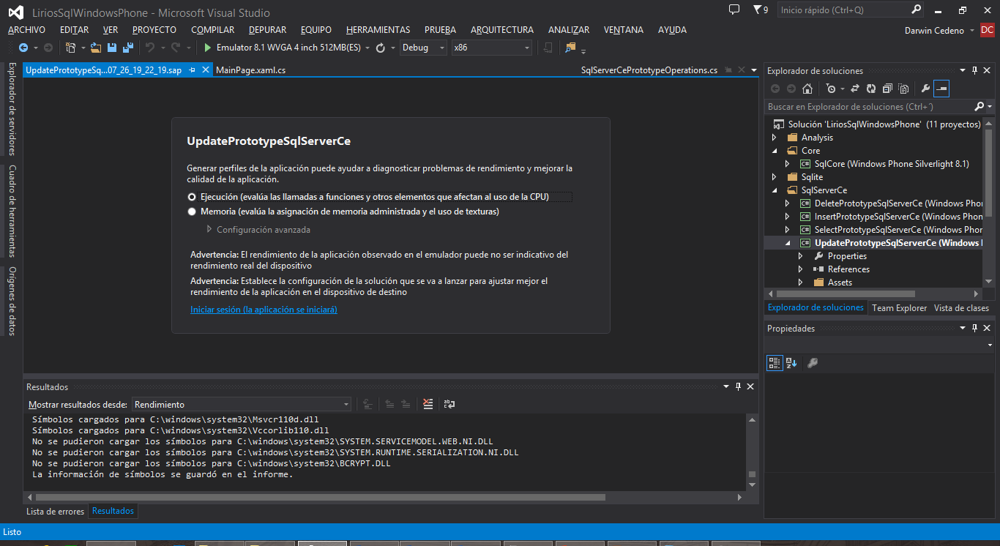 LiriosSqlWindowsPhone - Microsoft Visual Studio
9
Inicio rápido (Ctrl+Q)
ARCHIVO EDITAR VER PROYECTO COMPILAR DEPURAR EQUIPO HERRAMIENTAS PRUEBA ARQUITECTURA ANALIZAR VENTANA AYUDA
Darwin Cedeno DC
Emulator 8.1 WVGA 4 inch 512MB(ES) Debug x86
Explorador de servidores
Cuadro de herramientas
Orígenes de datos
UpdatePrototypeSq...07_26_19_22_19.sap MainPage.xaml.cs SqlServerCePrototypeOperations.cs
UpdatePrototypeSqlServerCe
Generar perfiles de la aplicación puede ayudar a diagnosticar problemas de rendimiento y mejorar la
calidad de la aplicación.
Ejecución (evalúa las llamadas a funciones y otros elementos que afectan al uso de la CPU)
Memoria (evalúa la asignación de memoria administrada y el uso de texturas)
Configuración avanzada
Advertencia: El rendimiento de la aplicación observado en el emulador puede no ser indicativo del
rendimiento real del dispositivo
Advertencia: Establece la configuración de la solución que se va a lanzar para ajustar mejor el
rendimiento de la aplicación en el dispositivo de destino
Iniciar sesión (la aplicación se iniciará)
Resultados
Mostrar resultados desde: Rendimiento
Símbolos cargados para C:\windows\system32\Msvcr110d.dll
Símbolos cargados para C:\windows\system32\Vccorlib110.dll
No se pudieron cargar los símbolos para C:\windows\system32\SYSTEM.SERVICEMODEL.WEB.NI.DLL
No se pudieron cargar los símbolos para C:\windows\system32\SYSTEM.RUNTIME.SERIALIZATION.NI.DLL
No se pudieron cargar los símbolos para C:\windows\system32\BCRYPT.DLL
La información de símbolos se guardó en el informe.
Lista de errores Resultados
Explorador de soluciones
Buscar en Explorador de soluciones (Ctrl+´)
Solución 'LiriosSqlWindowsPhone' (11 proyectos)
Analysis
Core
C# SqlCore (Windows Phone Silverlight 8.1)
Sqlite
SqlServerCe
C# DeletePrototypeSqlServerCe (Windows Phon
C# InsertPrototypeSqlServerCe (Windows Phon
C# SelectPrototypeSqlServerCe (Windows Phon
C# UpdatePrototypeSqlServerCe (Windows
Properties
References
Assets
Explorador de soluciones Team Explorer Vista de clases
Propiedades
Listo